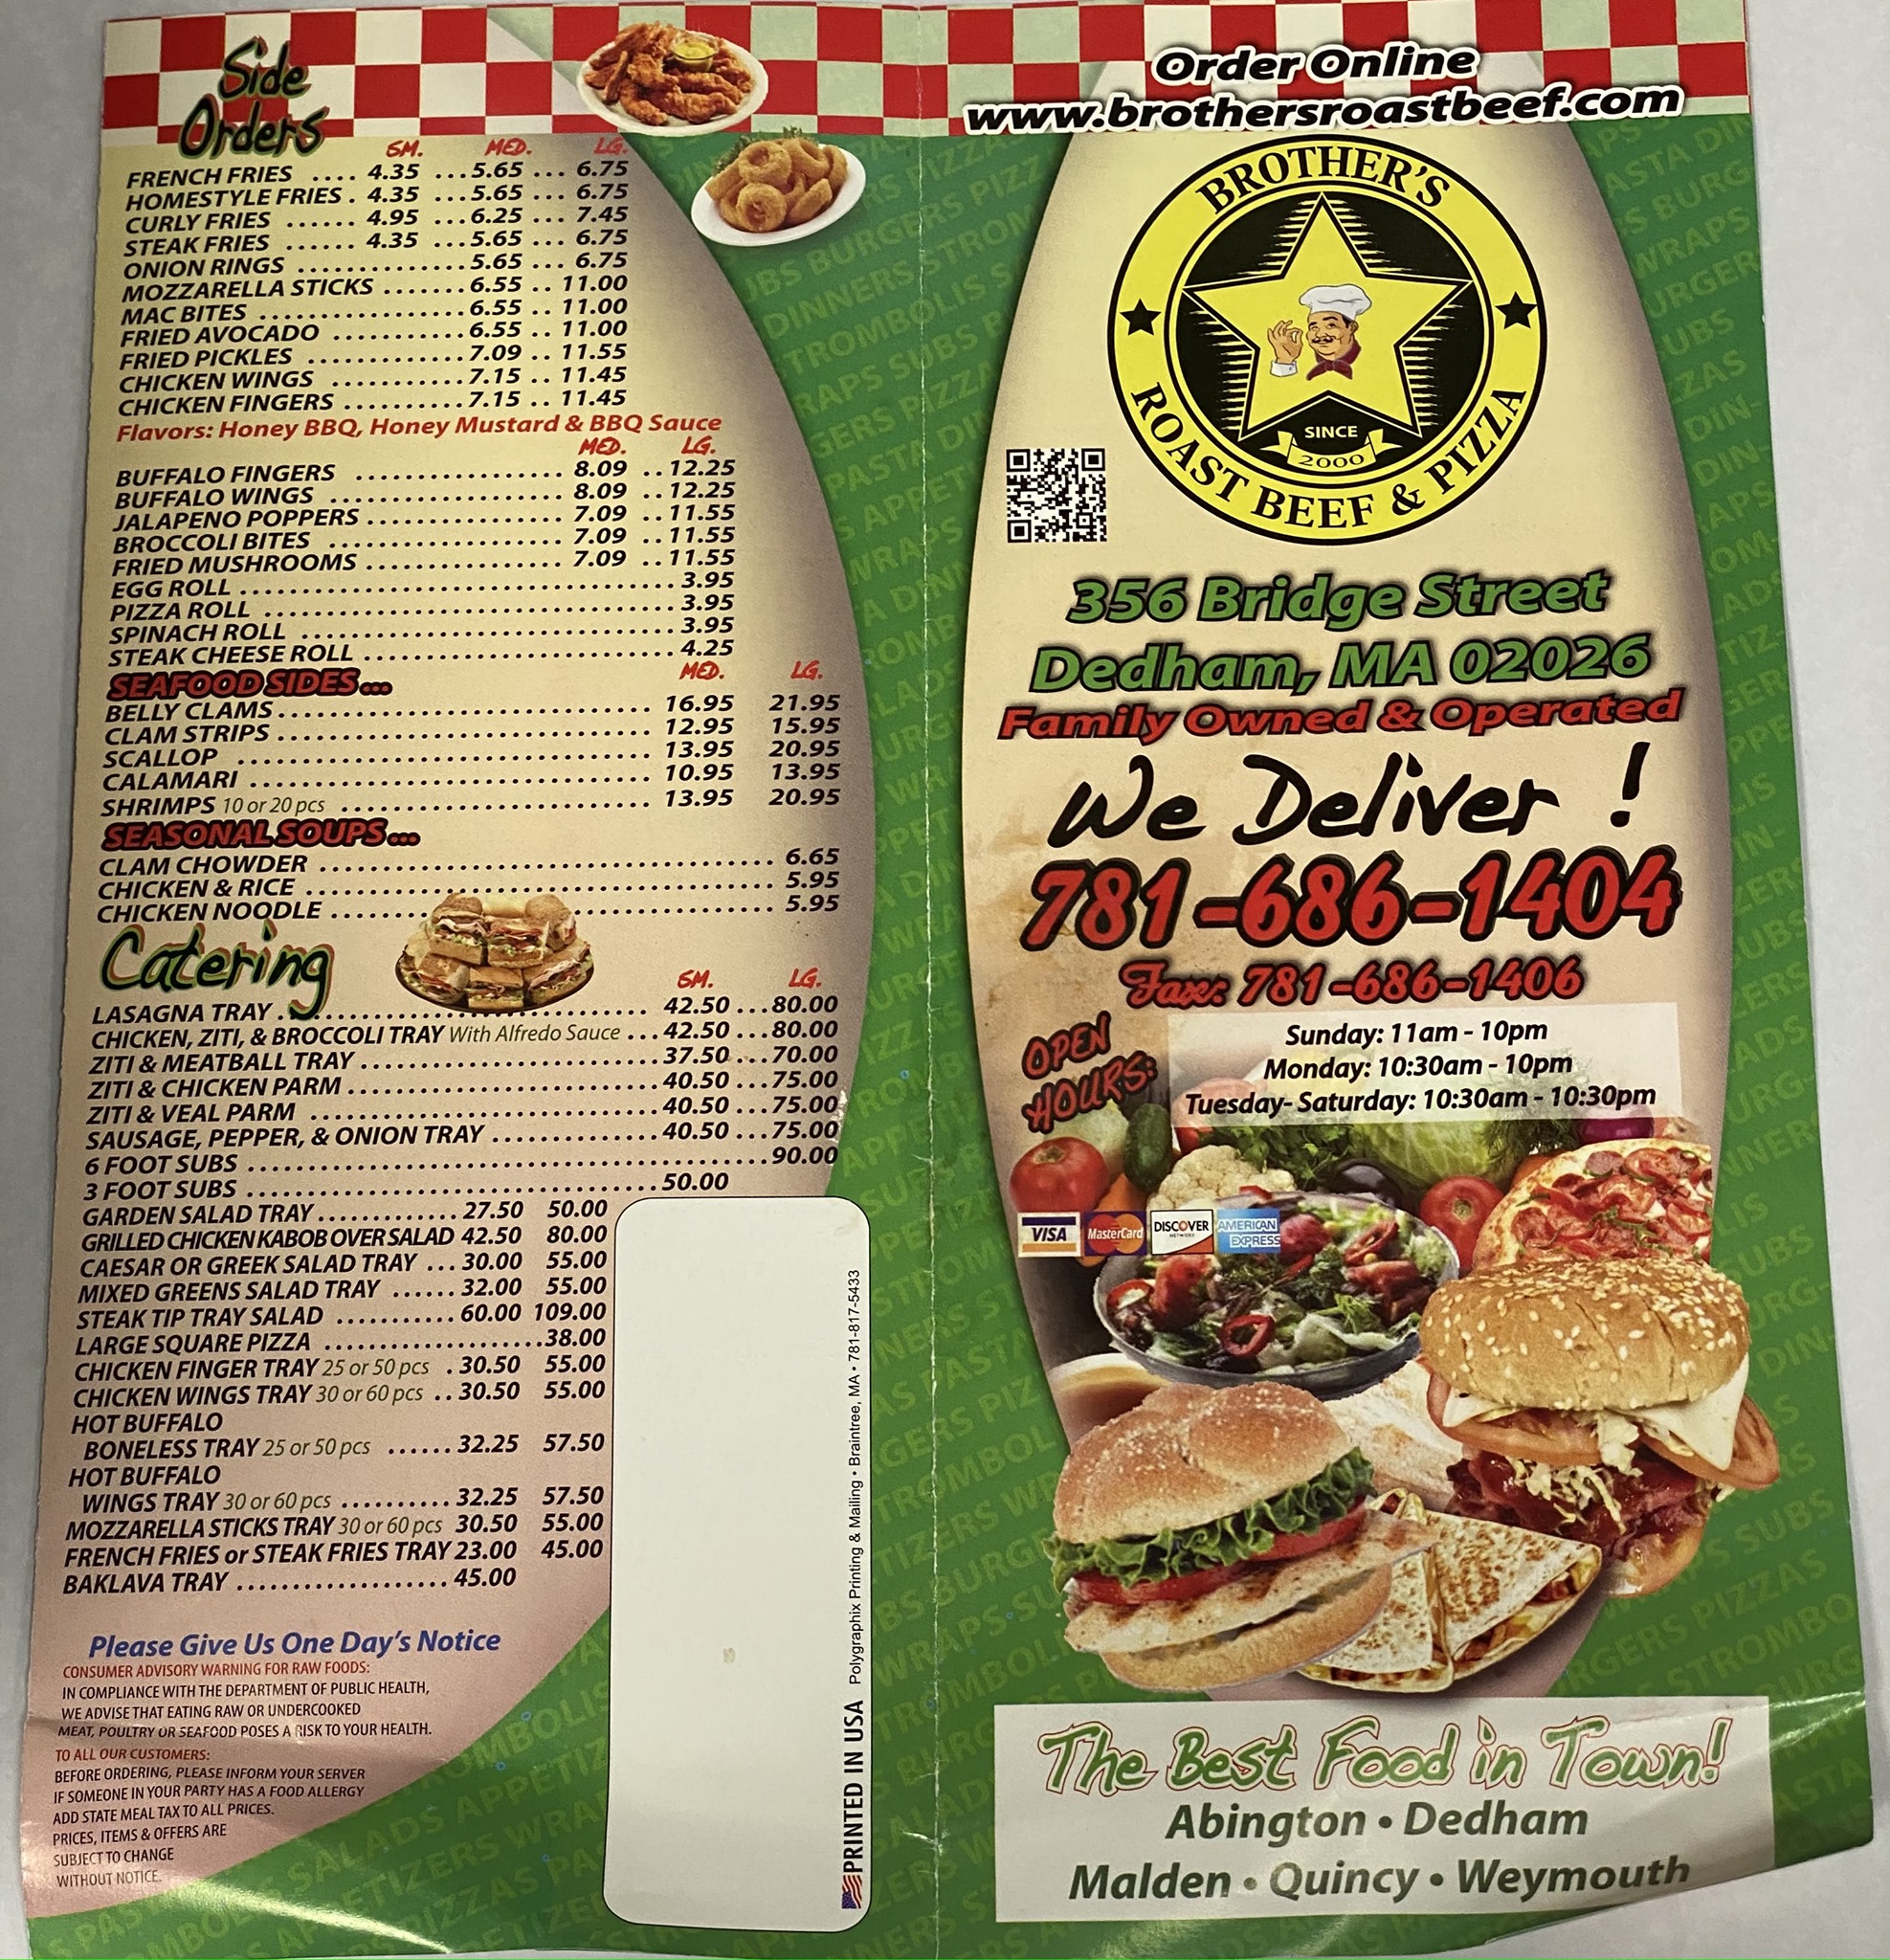 Side
Orders
SM. MED. LG.
FRENCH FRIES .... 4.35 ...5.65 ... 6.75
HOMESTYLE FRIES . 4.35 ...5.65 ... 6.75
CURLY FRIES ...... 4.95 ...6.25 ... 7.45
STEAK FRIES ...... 4.35 ...5.65 ... 6.75
ONION RINGS .............5.65 ... 6.75
MOZZARELLA STICKS .......6.55 .. 11.00
MAC BITES ................6.55 .. 11.00
FRIED AVOCADO ..........6.55 .. 11.00
FRIED PICKLES ............7.09 .. 11.55
CHICKEN WINGS ..........7.15 .. 11.45
CHICKEN FINGERS .........7.15 .. 11.45
Flavors: Honey BBQ, Honey Mustard & BBQ Sauce
MED. LG.
BUFFALO FINGERS ................ 8.09 ..12.25
BUFFALO WINGS .................. 8.09 ..12.25
JALAPENO POPPERS ............... 7.09 ..11.55
BROCCOLI BITES .................. 7.09 ..11.55
FRIED MUSHROOMS ............... 7.09 ..11.55
EGG ROLL ................................ 3.95
PIZZA ROLL .............................. 3.95
SPINACH ROLL ........................... 3.95
STEAK CHEESE ROLL ..................... 4.25
SEAFOOD SIDES...
MED. LG.
BELLY CLAMS............................. 16.95 21.95
CLAM STRIPS ............................. 12.95 15.95
SCALLOP ................................. 13.95 20.95
CALAMARI ............................... 10.95 13.95
SHRIMPS 10 or 20 pcs ........................ 13.95 20.95
SEASONAL SOUPS...
CLAM CHOWDER ................................... 6.65
CHICKEN & RICE .................................... 5.95
CHICKEN NOODLE .................................. 5.95
Catering
SM. LG.
LASAGNA TRAY ............................. 42.50 ...80.00
CHICKEN, ZITI, & BROCCOLI TRAY With Alfredo Sauce ...42.50 ...80.00
ZITI & MEATBALL TRAY ....................... 37.50 ...70.00
ZITI & CHICKEN PARM ........................ 40.50 ...75.00
ZITI & VEAL PARM ........................... 40.50 ...75.00
SAUSAGE, PEPPER, & ONION TRAY .............40.50 ...75.00
6 FOOT SUBS .........................................90.00
3 FOOT SUBS .................................50.00
GARDEN SALAD TRAY............. 27.50 50.00
GRILLED CHICKEN KABOB OVER SALAD 42.50 80.00
CAESAR OR GREEK SALAD TRAY ... 30.00 55.00
MIXED GREENS SALAD TRAY ...... 32.00 55.00
STEAK TIP TRAY SALAD ........... 60.00 109.00
LARGE SQUARE PIZZA ....................38.00
CHICKEN FINGER TRAY 25 or 50 pcs . 30.50 55.00
CHICKEN WINGS TRAY 30 or 60 pcs .. 30.50 55.00
HOT BUFFALO
BONELESS TRAY 25 or 50 pcs ...... 32.25 57.50
HOT BUFFALO
WINGS TRAY 30 or 60 pcs .......... 32.25 57.50
MOZZARELLA STICKS TRAY 30 or 60 pcs 30.50 55.00
FRENCH FRIES or STEAK FRIES TRAY 23.00 45.00
BAKLAVA TRAY ................... 45.00
Please Give Us One Day's Notice
CONSUMER ADVISORY WARNING FOR RAW FOODS:
IN COMPLIANCE WITH THE DEPARTMENT OF PUBLIC HEALTH,
WE ADVISE THAT EATING RAW OR UNDERCOOKED
MEAT, POULTRY OR SEAFOOD POSES A RISK TO YOUR HEALTH.
TO ALL OUR CUSTOMERS:
BEFORE ORDERING, PLEASE INFORM YOUR SERVER
IF SOMEONE IN YOUR PARTY HAS A FOOD ALLERGY
ADD STATE MEAL TAX TO ALL PRICES.
PRICES, ITEMS & OFFERS ARE
SUBJECT TO CHANGE
WITHOUT NOTICE.
PRINTED IN USA Polygraphix Printing & Mailing • Braintree, MA • 781-817-5433
Order Online
www.brothersroastbeef.com
BROTHER'S
ROAST BEEF & PIZZA
SINCE
2000
356 Bridge Street
Dedham, MA 02026
Family Owned & Operated
We Deliver !
781-686-1404
Fax: 781-686-1406
OPEN
HOURS:
Sunday: 11am - 10pm
Monday: 10:30am - 10pm
Tuesday- Saturday: 10:30am - 10:30pm
VISA MasterCard DISCOVER NETWORK AMERICAN EXPRESS
The Best Food in Town!
Abington • Dedham
Malden • Quincy • Weymouth